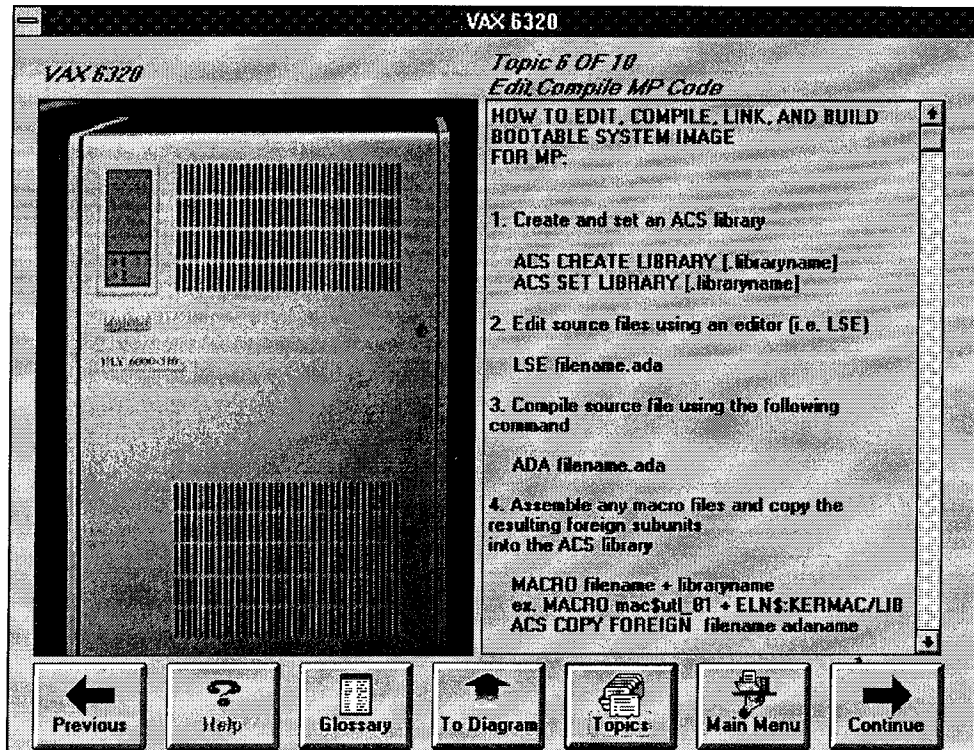 VAX 6320
VAX 6320
Topic 6 OF 10
Edit,Compile MP Code
HOW TO EDIT, COMPILE, LINK, AND BUILD
BOOTABLE SYSTEM IMAGE
FOR MP:
1. Create and set an ACS library
ACS CREATE LIBRARY [.libraryname]
ACS SET LIBRARY [.libraryname]
2. Edit source files using an editor (i.e. LSE)
LSE filename.ada
3. Compile source file using the following
command
ADA filename.ada
4. Assemble any macro files and copy the
resulting foreign subunits
into the ACS library
MACRO filename + libraryname
ex. MACRO mac$utl_01 + ELN$:KERMAC/LIB
ACS COPY FOREIGN filename adaname
Previous
Help
Glossary
To Diagram
Topics
Main Menu
Continue